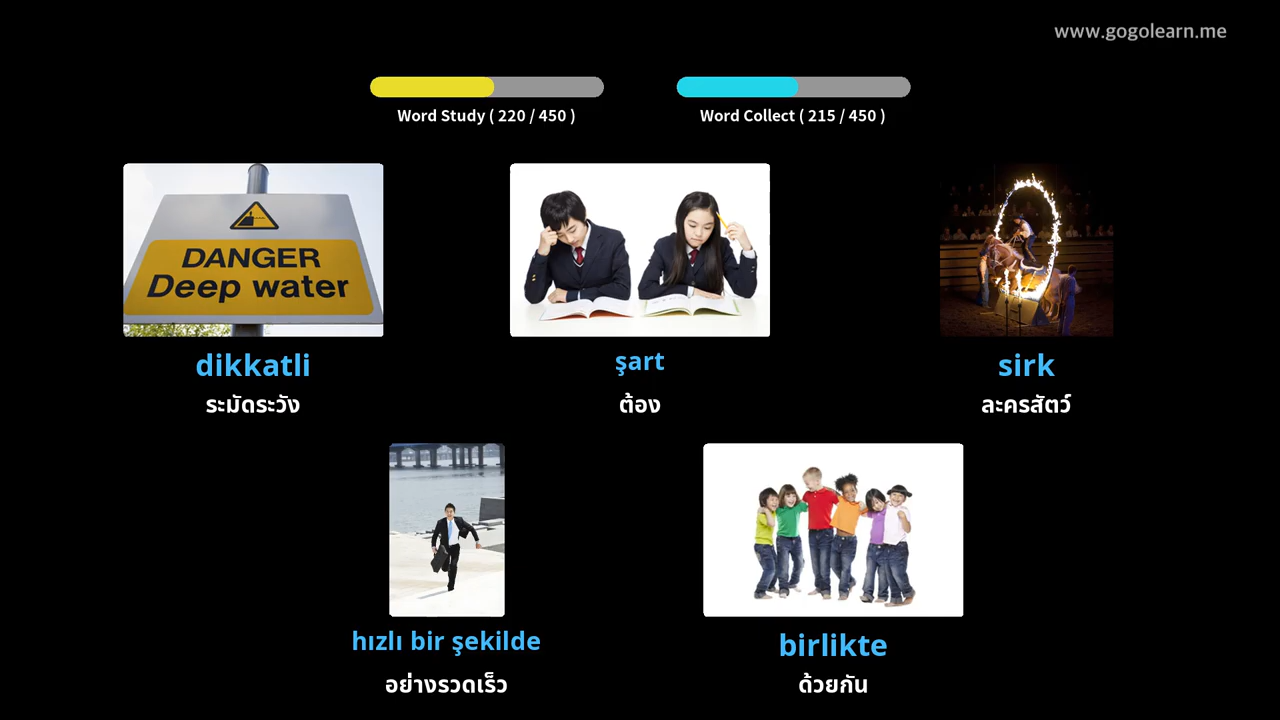 www.gogolearn.me
Word Study ( 220 / 450 )
Word Collect ( 215 / 450 )
DANGER
Deep water
dikkatli
ระมัดระวัง
şart
ต้อง
sirk
ละครสัตว์
hızlı bir şekilde
อย่างรวดเร็ว
birlikte
ด้วยกัน